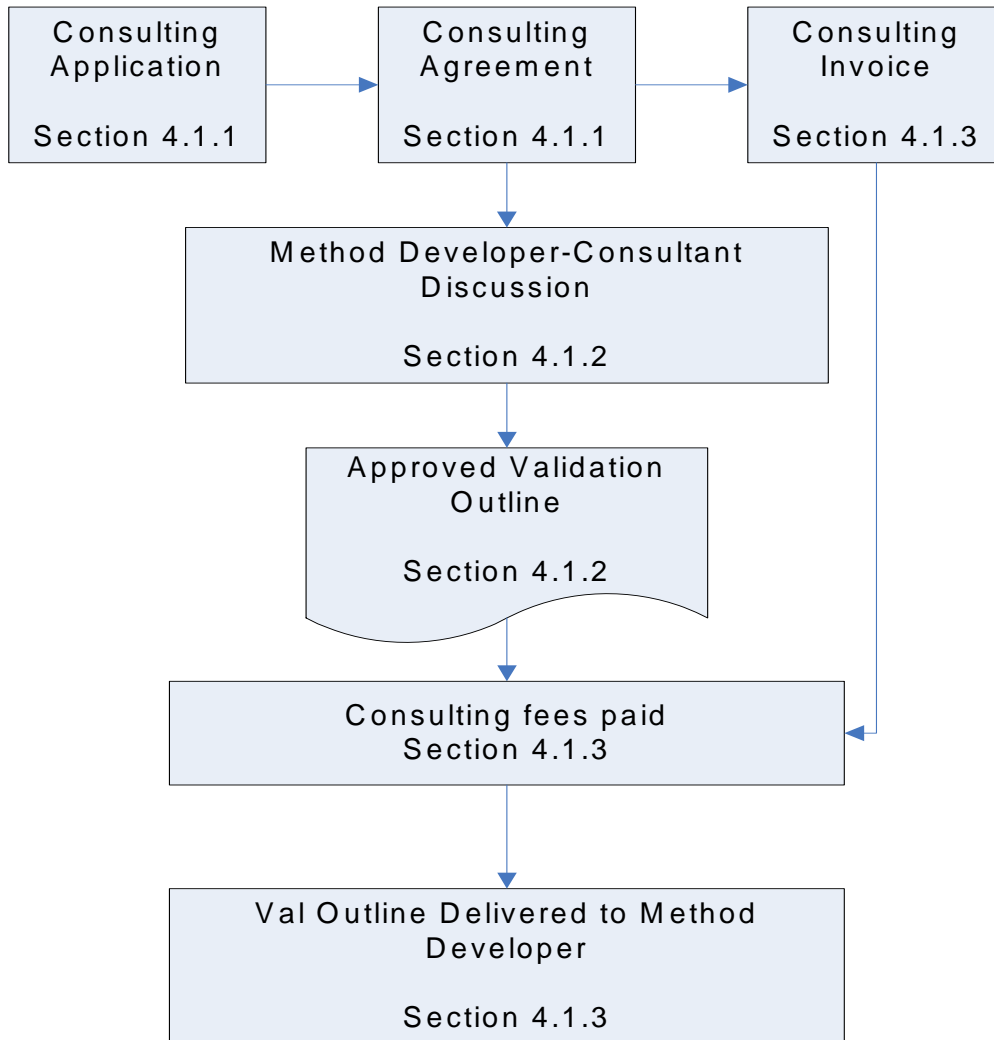 Consulting
Application
Section 4.1.1
Consulting
Agreement
Section 4.1.1
Consulting
Invoice
Section 4.1.3
Method Developer-Consultant
Discussion
Section 4.1.2
Approved Validation
Outline
Section 4.1.2
Consulting fees paid
Section 4.1.3
Val Outline Delivered to Method
Developer
Section 4.1.3